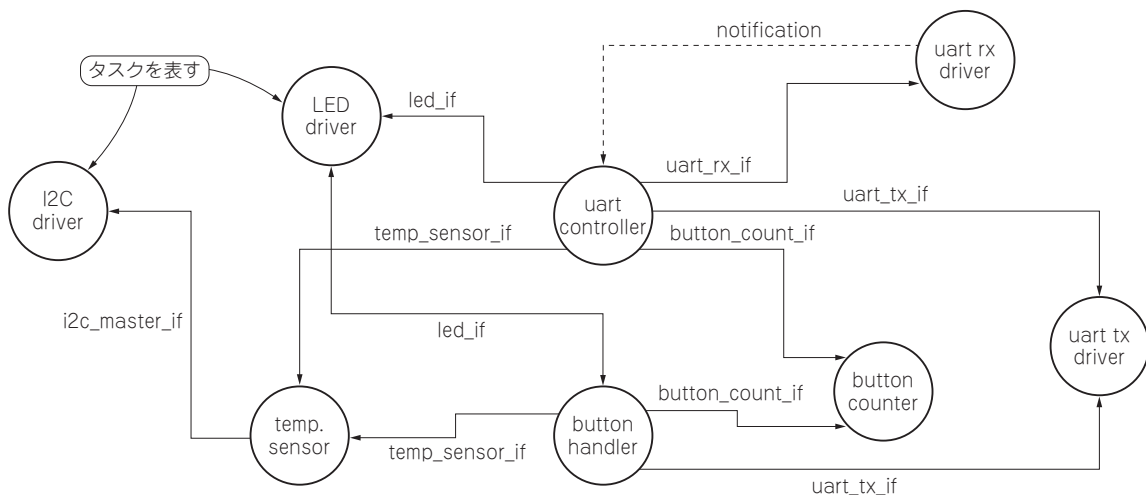 notification
uart rx
driver
タスクを表す
LED
driver
led_if
uart_rx_if
I2C
driver
uart
controller
uart_tx_if
temp_sensor_if
button_count_if
i2c_master_if
led_if
uart tx
driver
button
counter
button_count_if
temp.
sensor
button
handler
temp_sensor_if
uart_tx_if